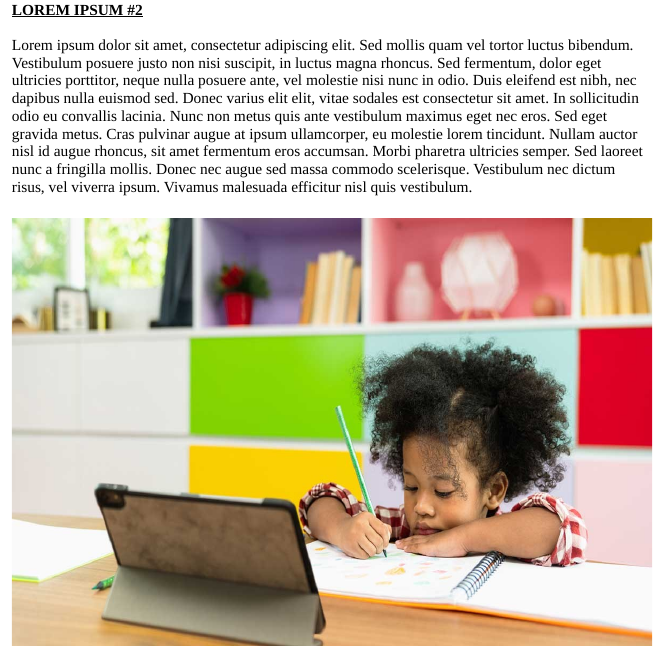 LOREM IPSUM #2
Lorem ipsum dolor sit amet, consectetur adipiscing elit. Sed mollis quam vel tortor luctus bibendum.
Vestibulum posuere justo non nisi suscipit, in luctus magna rhoncus. Sed fermentum, dolor eget
ultricies porttitor, neque nulla posuere ante, vel molestie nisi nunc in odio. Duis eleifend est nibh, nec
dapibus nulla euismod sed. Donec varius elit elit, vitae sodales est consectetur sit amet. In sollicitudin
odio eu convallis lacinia. Nunc non metus quis ante vestibulum maximus eget nec eros. Sed eget
gravida metus. Cras pulvinar augue at ipsum ullamcorper, eu molestie lorem tincidunt. Nullam auctor
nisl id augue rhoncus, sit amet fermentum eros accumsan. Morbi pharetra ultricies semper. Sed laoreet
nunc a fringilla mollis. Donec nec augue sed massa commodo scelerisque. Vestibulum nec dictum
risus, vel viverra ipsum. Vivamus malesuada efficitur nisl quis vestibulum.